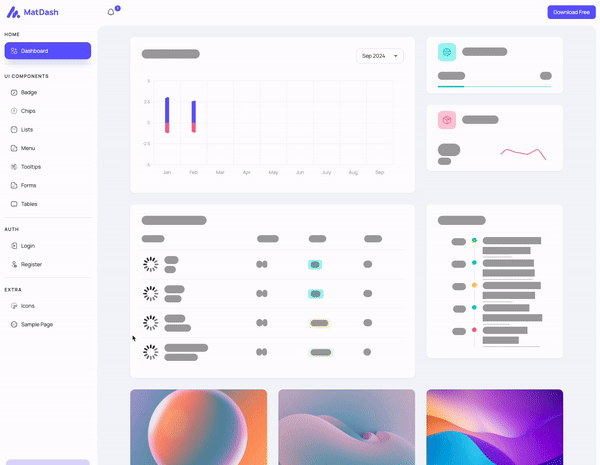 MatDash
1
Download Free
HOME
Dashboard
UI COMPONENTS
Badge
Chips
Lists
Menu
Tooltips
Forms
Tables
AUTH
Login
Register
EXTRA
Icons
Sample Page
Sep 2024
5
2.5
0
-2.5
-5
Jan Feb Mar Apr May Jun July Aug Sep